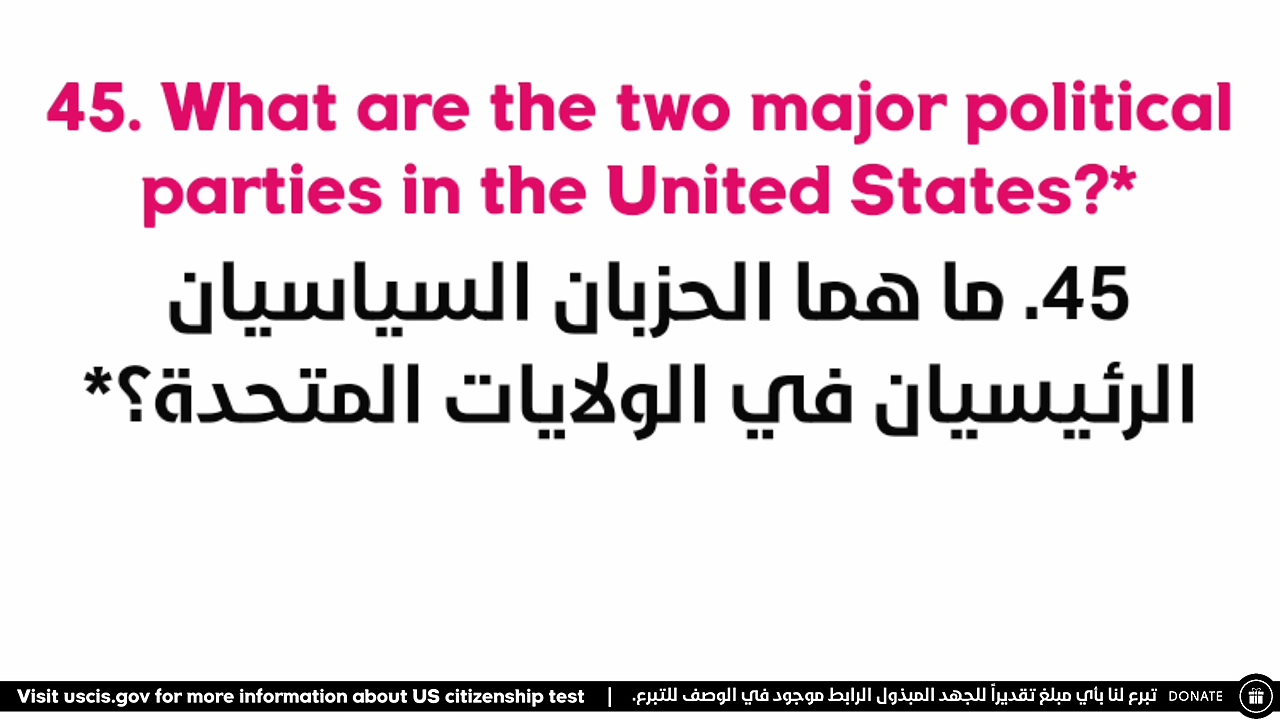 45. What are the two major political
parties in the United States?*
45. ما هما الحزبان السياسيان
الرئيسيان في الولايات المتحدة؟*
Visit uscis.gov for more information about US citizenship test | تبرع لنا بأي مبلغ تقديراً للجهد المبذول الرابط موجود في الوصف للتبرع. DONATE